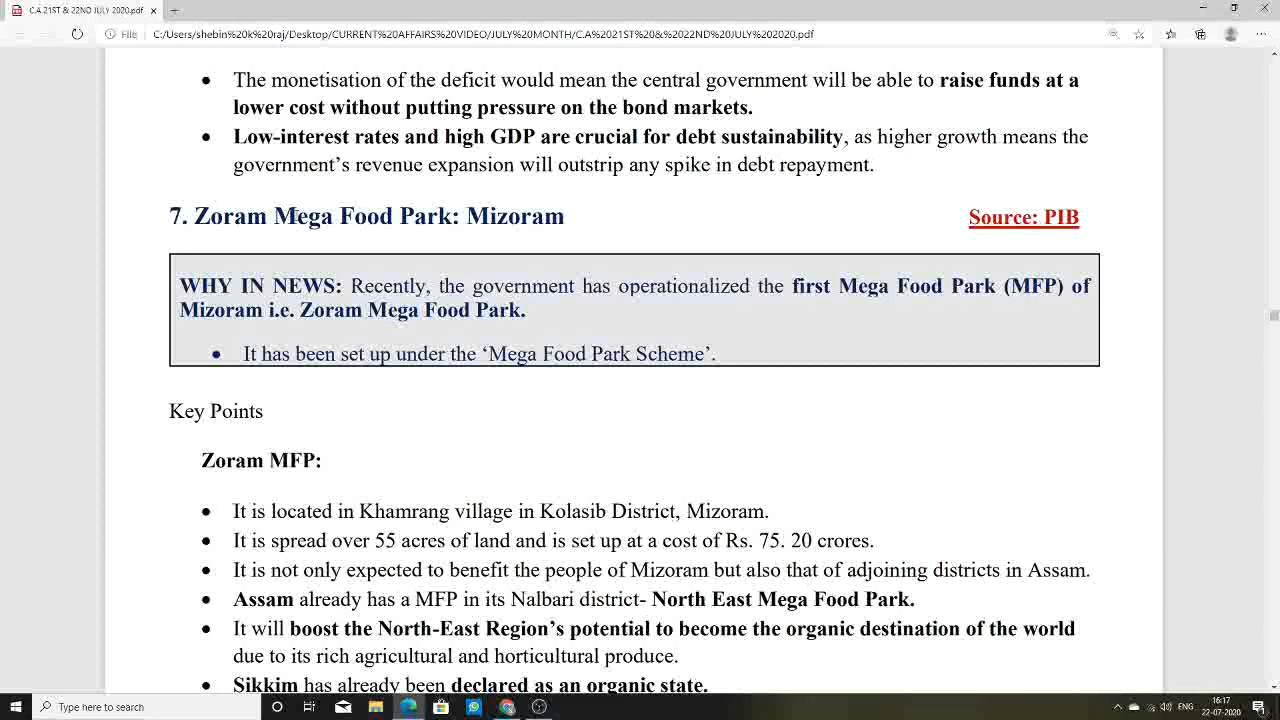 C.A.21ST & 22ND JULY 2020.pdf
File C:/Users/shebin%20k%20raj/Desktop/CURRENT%20AFFAIRS%20VIDEO/JULY%20MONTH/C.A%2021ST%20&%2022ND%20JULY%202020.pdf
• The monetisation of the deficit would mean the central government will be able to raise funds at a
lower cost without putting pressure on the bond markets.
• Low-interest rates and high GDP are crucial for debt sustainability, as higher growth means the
government's revenue expansion will outstrip any spike in debt repayment.
7. Zoram Mega Food Park: Mizoram Source: PIB
WHY IN NEWS: Recently, the government has operationalized the first Mega Food Park (MFP) of
Mizoram i.e. Zoram Mega Food Park.
• It has been set up under the ‘Mega Food Park Scheme’.
Key Points
Zoram MFP:
• It is located in Khamrang village in Kolasib District, Mizoram.
• It is spread over 55 acres of land and is set up at a cost of Rs. 75. 20 crores.
• It is not only expected to benefit the people of Mizoram but also that of adjoining districts in Assam.
• Assam already has a MFP in its Nalbari district- North East Mega Food Park.
• It will boost the North-East Region’s potential to become the organic destination of the world
due to its rich agricultural and horticultural produce.
• Sikkim has already been declared as an organic state.
Type here to search
ENG
16:17
22-07-2020